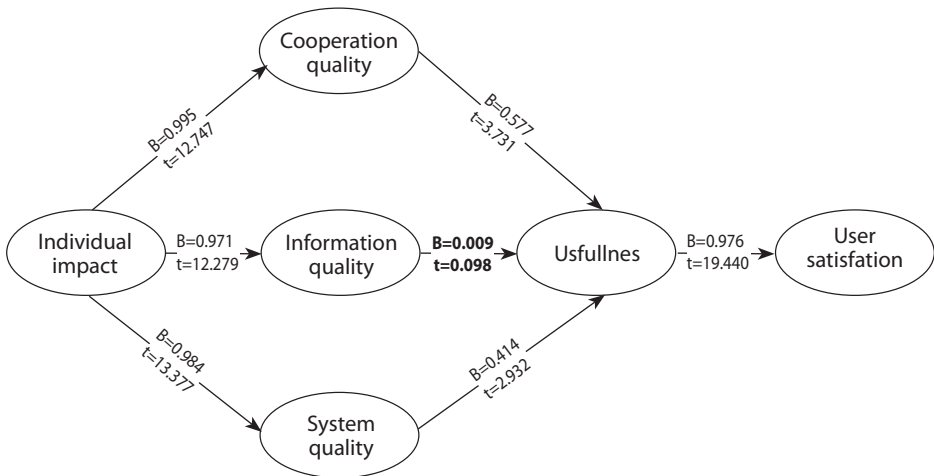 Cooperation
quality
B=0.995
t=12.747
B=0.577
t=3.731
Individual
impact
B=0.971
t=12.279
Information
quality
B=0.009
t=0.098
Usfullnes
B=0.976
t=19.440
User
satisfation
B=0.984
t=13.377
B=0.414
t=2.932
System
quality